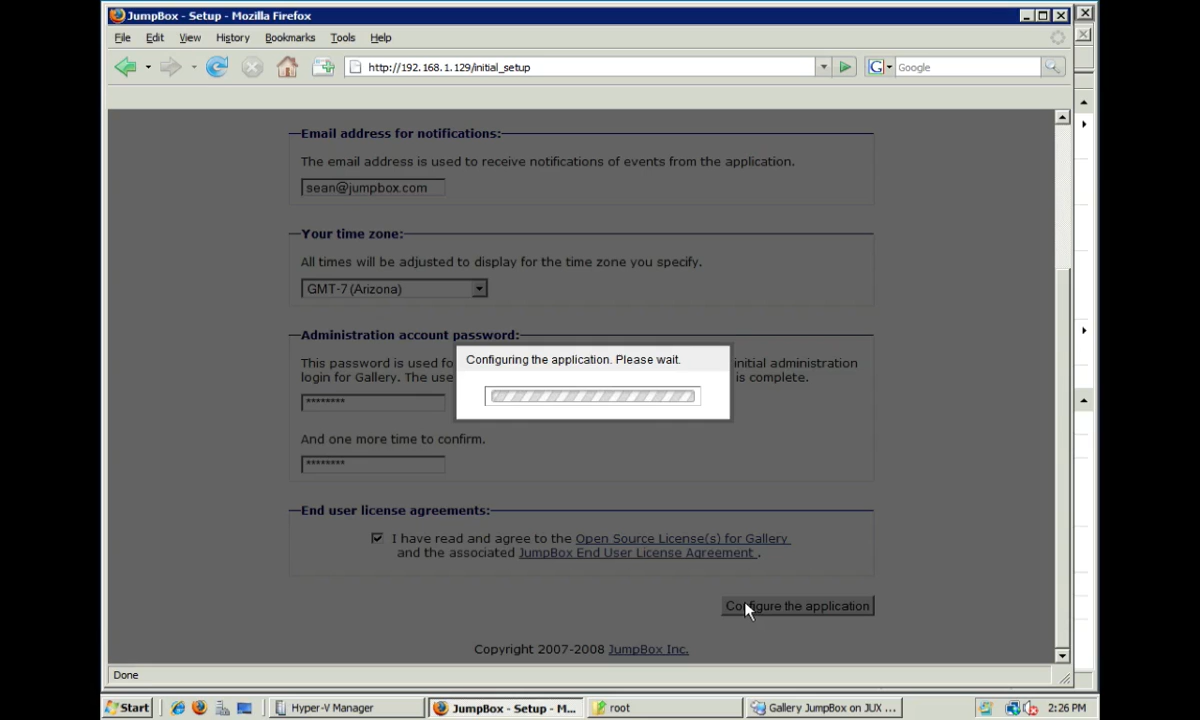 JumpBox - Setup - Mozilla Firefox
File Edit View History Bookmarks Tools Help
http://192.168.1.129/initial_setup
G Google
Email address for notifications:
The email address is used to receive notifications of events from the application.
sean@jumpbox.com
Your time zone:
All times will be adjusted to display for the time zone you specify.
GMT-7 (Arizona)
Administration account password:
Configuring the application. Please wait.
This password is used fo initial administration
login for Gallery. The use is complete.
********
And one more time to confirm.
********
End user license agreements:
I have read and agree to the Open Source License(s) for Gallery
and the associated JumpBox End User License Agreement .
Configure the application
Copyright 2007-2008 JumpBox Inc.
Done
Start Hyper-V Manager JumpBox - Setup - M... root Gallery JumpBox on JUX ... 2:26 PM